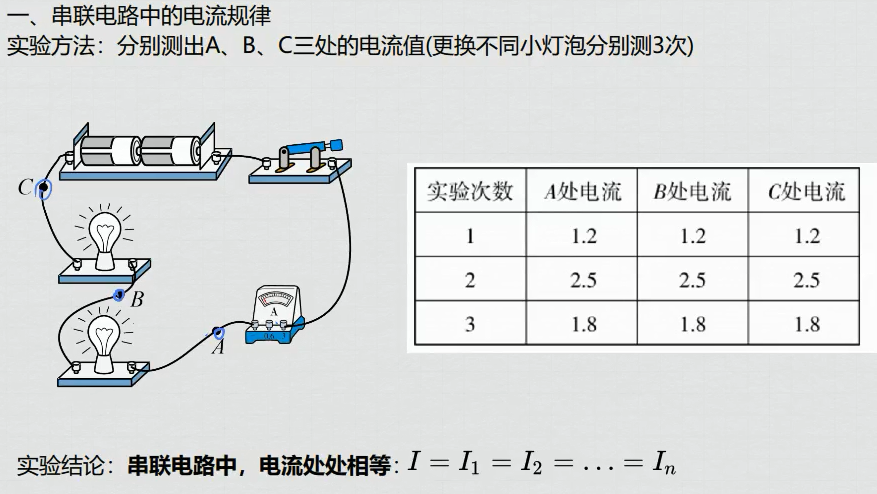 一、串联电路中的电流规律
实验方法：分别测出A、B、C三处的电流值(更换不同小灯泡分别测3次)
C
B
A
A
实验次数 A处电流 B处电流 C处电流
1 1.2 1.2 1.2
2 2.5 2.5 2.5
3 1.8 1.8 1.8
实验结论：串联电路中，电流处处相等：I = I₁ = I₂ = … = Iₙ